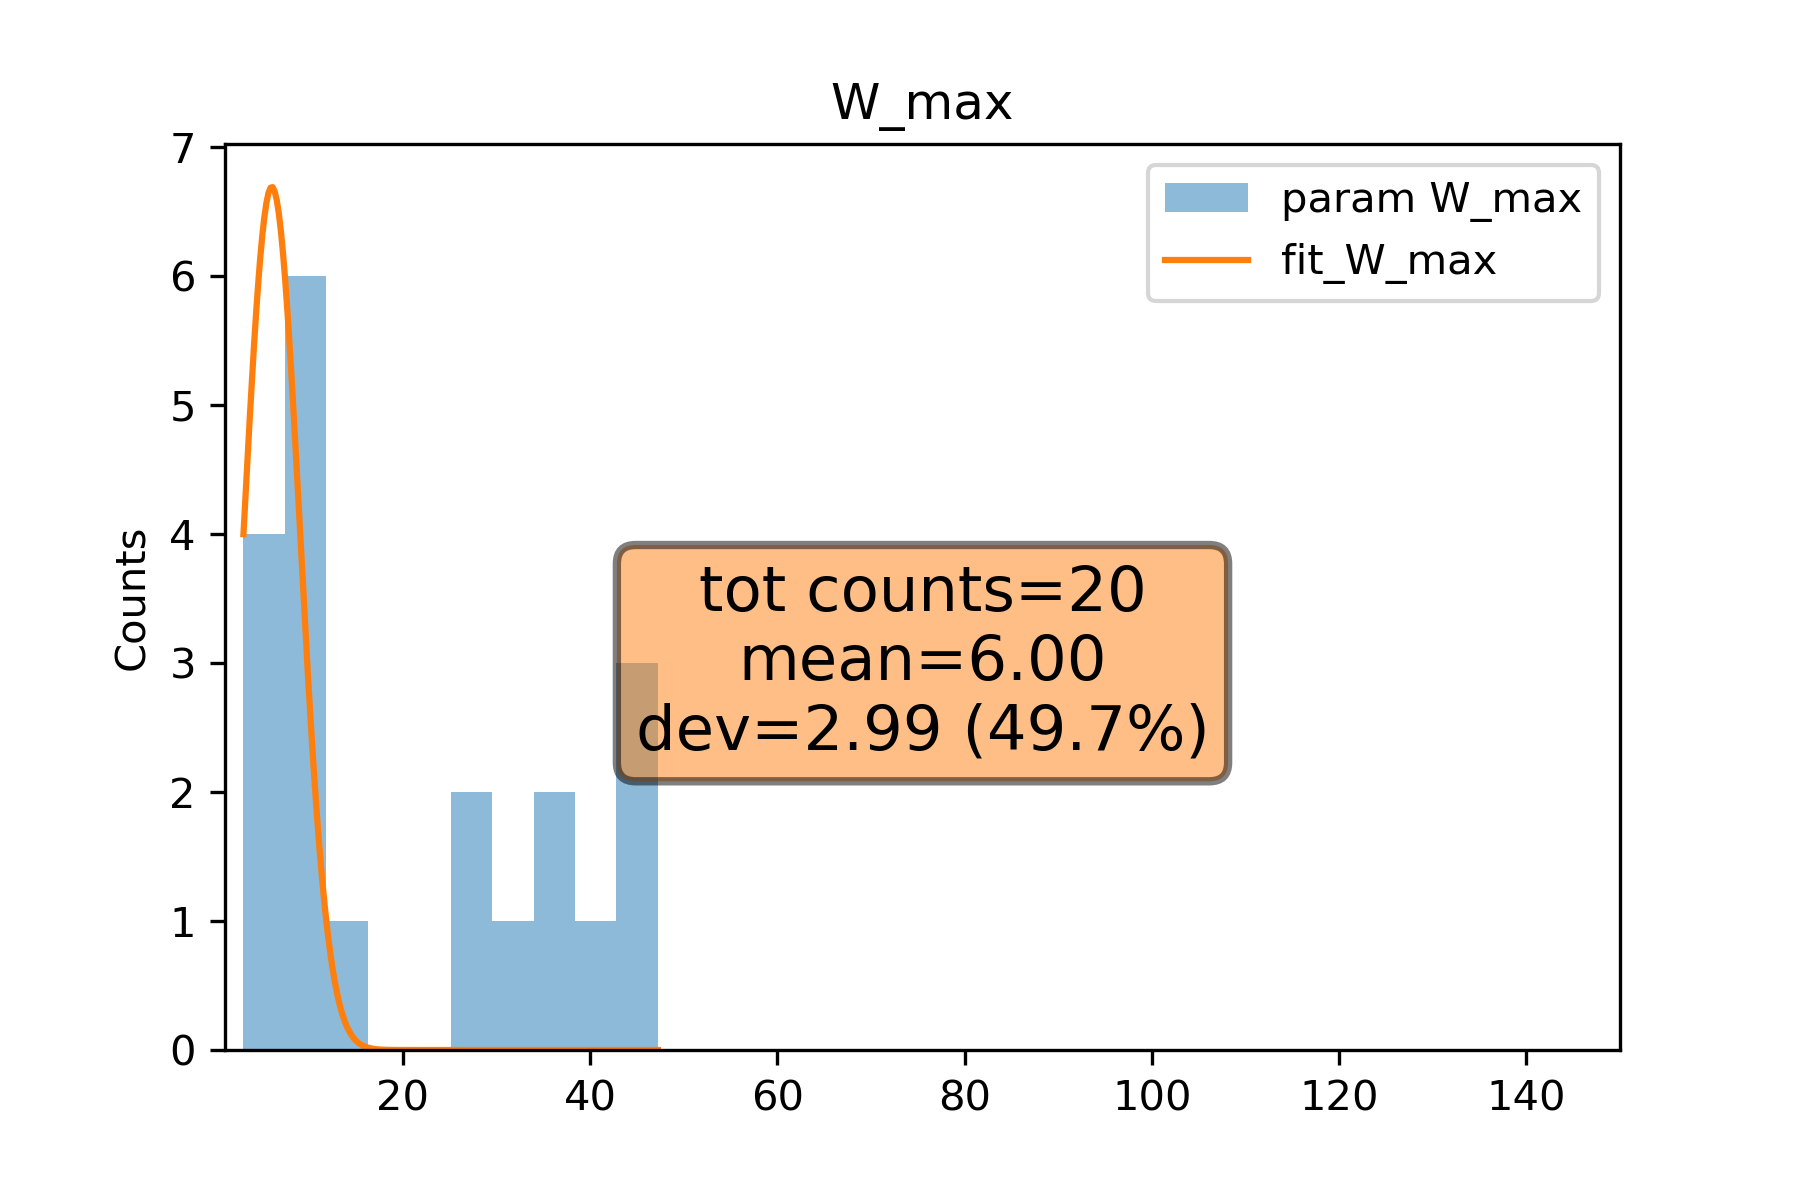 W_max
7
6
5
4
3
2
1
0
Counts
param W_max
fit_W_max
tot counts=20
mean=6.00
dev=2.99 (49.7%)
20 40 60 80 100 120 140